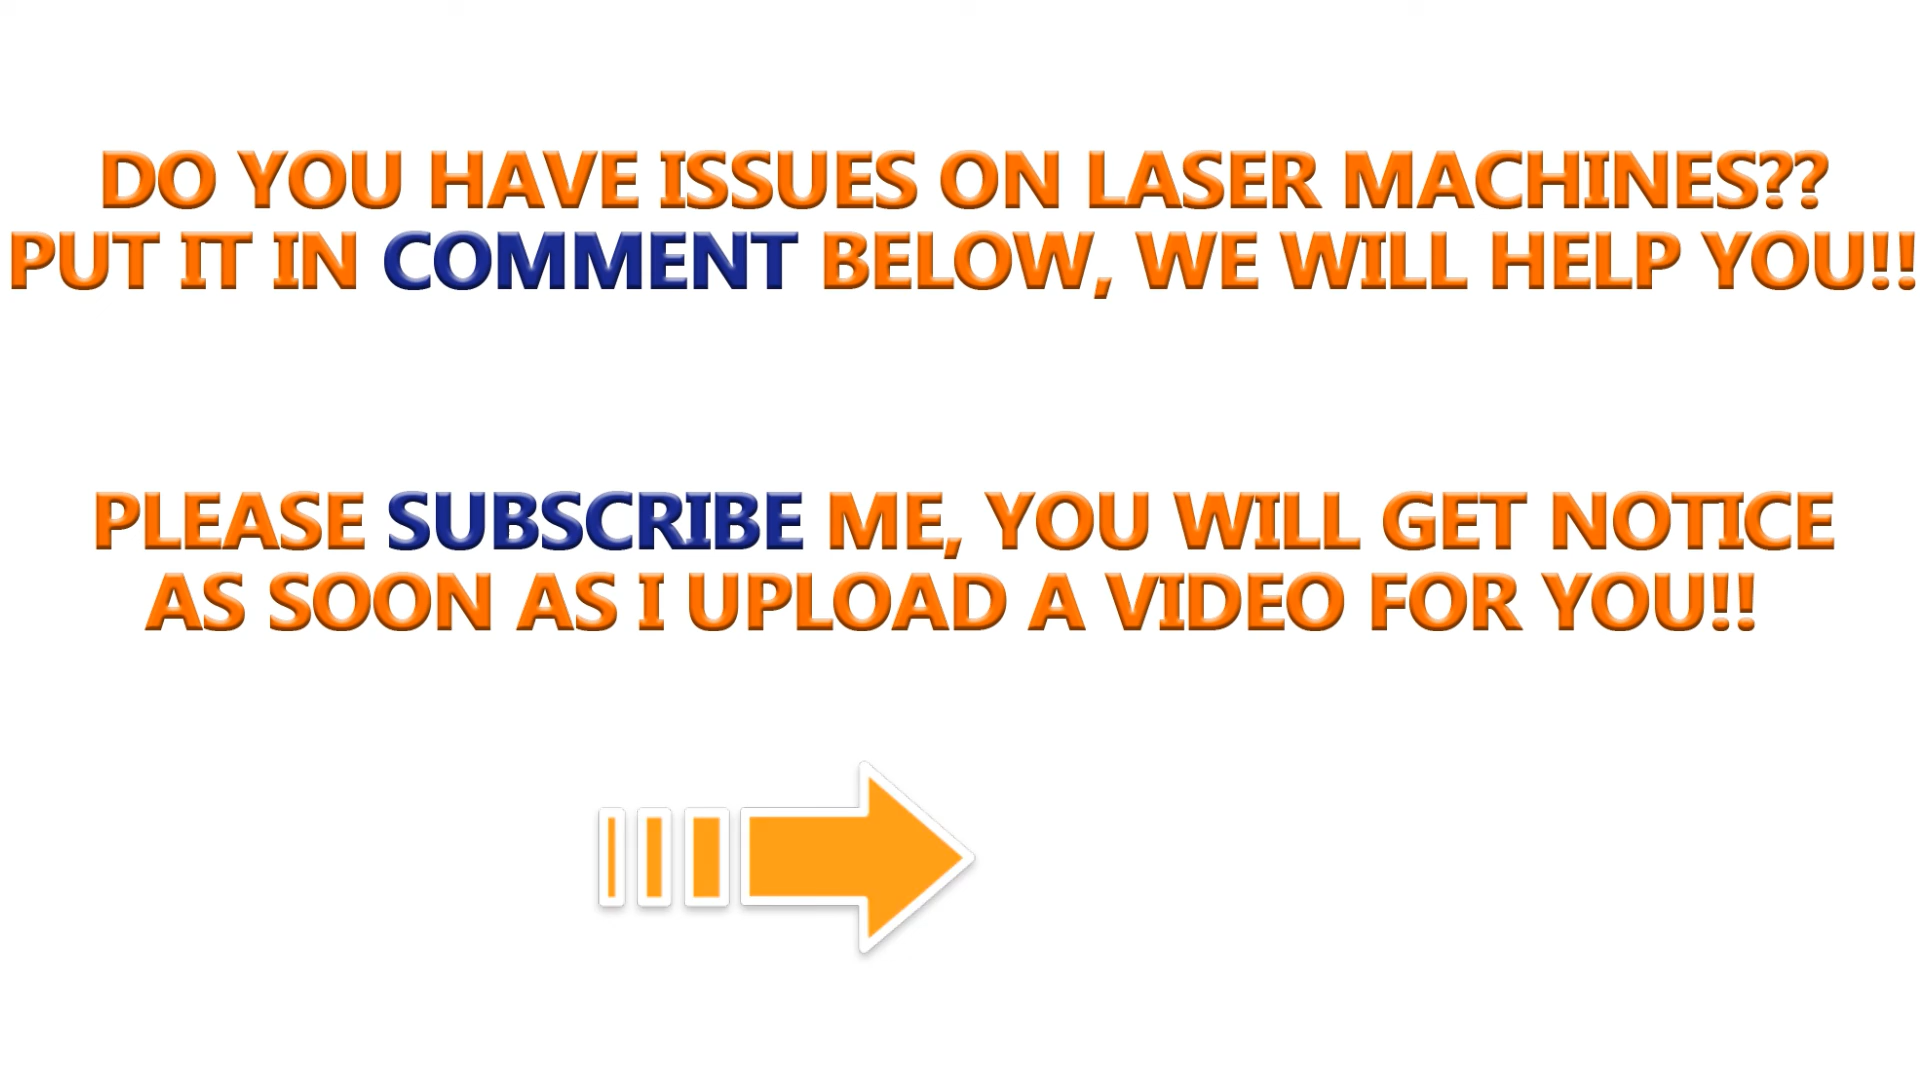 DO YOU HAVE ISSUES ON LASER MACHINES??
PUT IT IN COMMENT BELOW, WE WILL HELP YOU!!
PLEASE SUBSCRIBE ME, YOU WILL GET NOTICE
AS SOON AS I UPLOAD A VIDEO FOR YOU!!